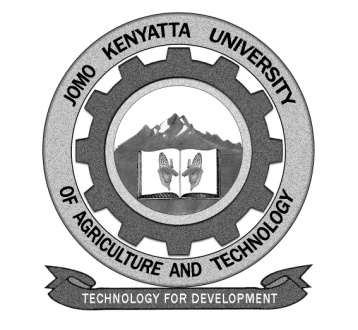 JOMO KENYATTA UNIVERSITY
OF AGRICULTURE AND TECHNOLOGY
TECHNOLOGY FOR DEVELOPMENT